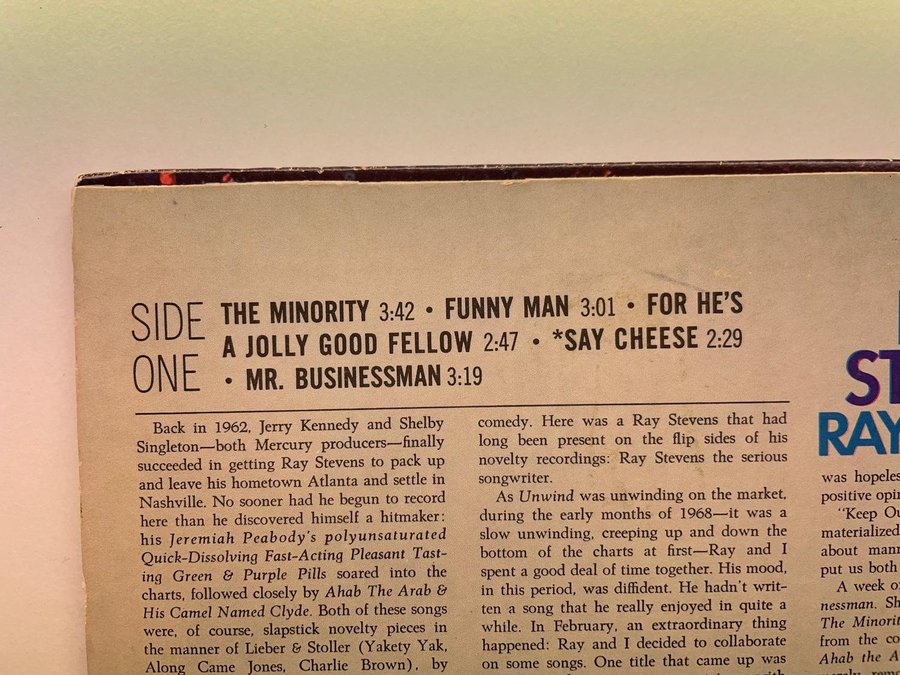 SIDE
ONE
THE MINORITY 3:42 • FUNNY MAN 3:01 • FOR HE'S
A JOLLY GOOD FELLOW 2:47 • *SAY CHEESE 2:29
• MR. BUSINESSMAN 3:19
Back in 1962, Jerry Kennedy and Shelby
Singleton—both Mercury producers—finally
succeeded in getting Ray Stevens to pack up
and leave his hometown Atlanta and settle in
Nashville. No sooner had he begun to record
here than he discovered himself a hitmaker:
his Jeremiah Peabody's polyunsaturated
Quick-Dissolving Fast-Acting Pleasant Tast-
ing Green & Purple Pills soared into the
charts, followed closely by Ahab The Arab &
His Camel Named Clyde. Both of these songs
were, of course, slapstick novelty pieces in
the manner of Lieber & Stoller (Yakety Yak,
Along Came Jones, Charlie Brown), by
comedy. Here was a Ray Stevens that had
long been present on the flip sides of his
novelty recordings: Ray Stevens the serious
songwriter.
As Unwind was unwinding on the market,
during the early months of 1968—it was a
slow unwinding, creeping up and down the
bottom of the charts at first—Ray and I
spent a good deal of time together. His mood,
in this period, was diffident. He hadn't writ-
ten a song that he really enjoyed in quite a
while. In February, an extraordinary thing
happened: Ray and I decided to collaborate
on some songs. One title that came up was
ST
RAY
was hopeles
positive opin
"Keep Ou
materialized
about mann
put us both
A week o
nessman. Sh
The Minorit
from the co
Ahab the A